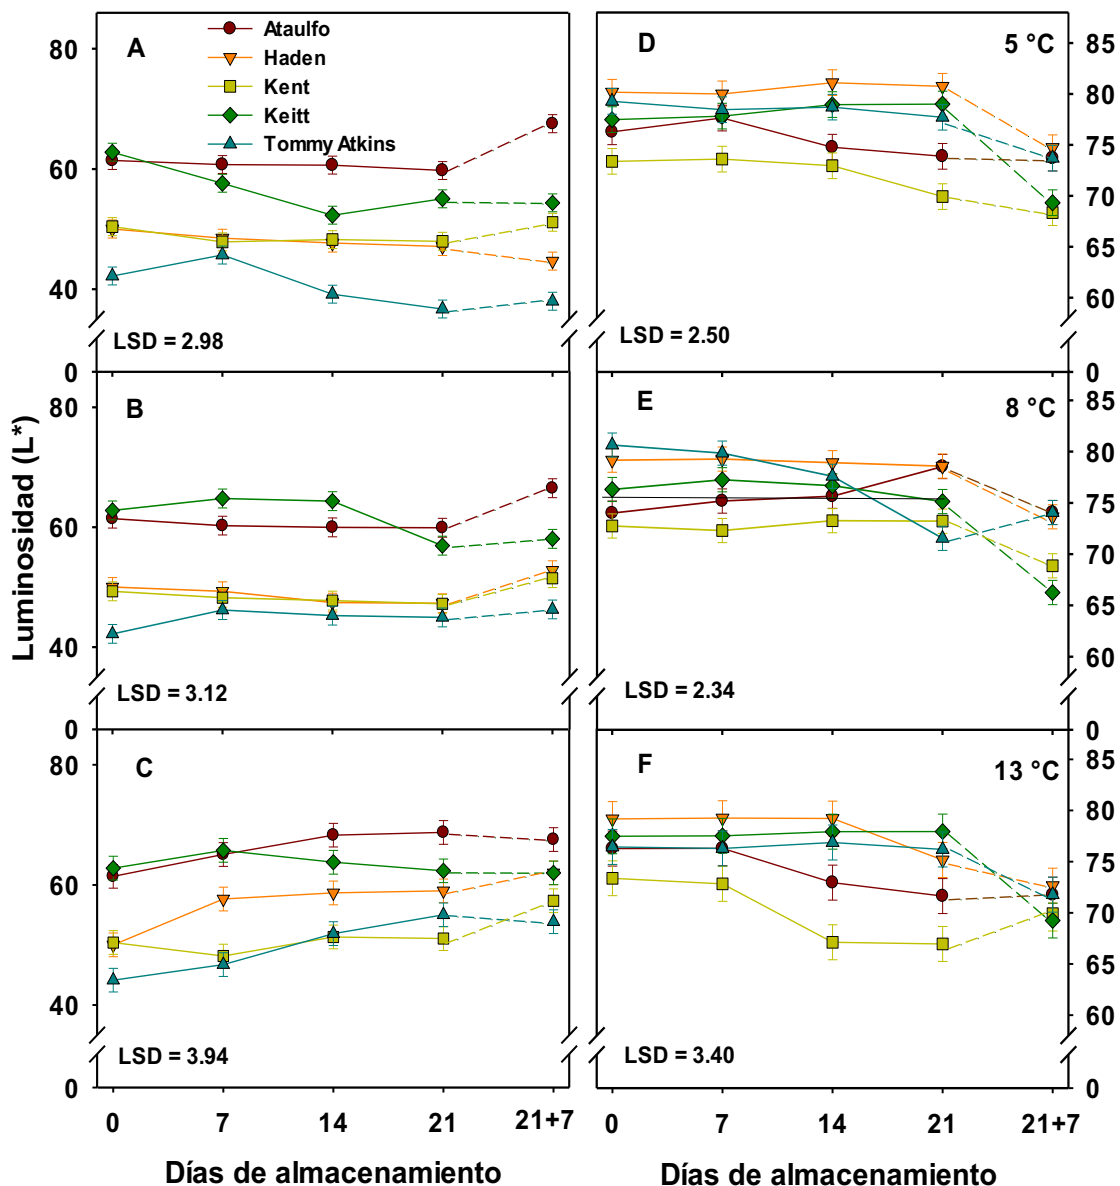 A
Ataulfo
Haden
Kent
Keitt
Tommy Atkins
80
60
40
0
LSD = 2.98
D
5 °C
85
80
75
70
65
60
0
LSD = 2.50
B
80
60
40
0
LSD = 3.12
E
8 °C
85
80
75
70
65
60
0
LSD = 2.34
Luminosidad (L*)
C
80
60
40
0
LSD = 3.94
F
13 °C
85
80
75
70
65
60
0
LSD = 3.40
0 7 14 21 21+7
0 7 14 21 21+7
Días de almacenamiento
Días de almacenamiento